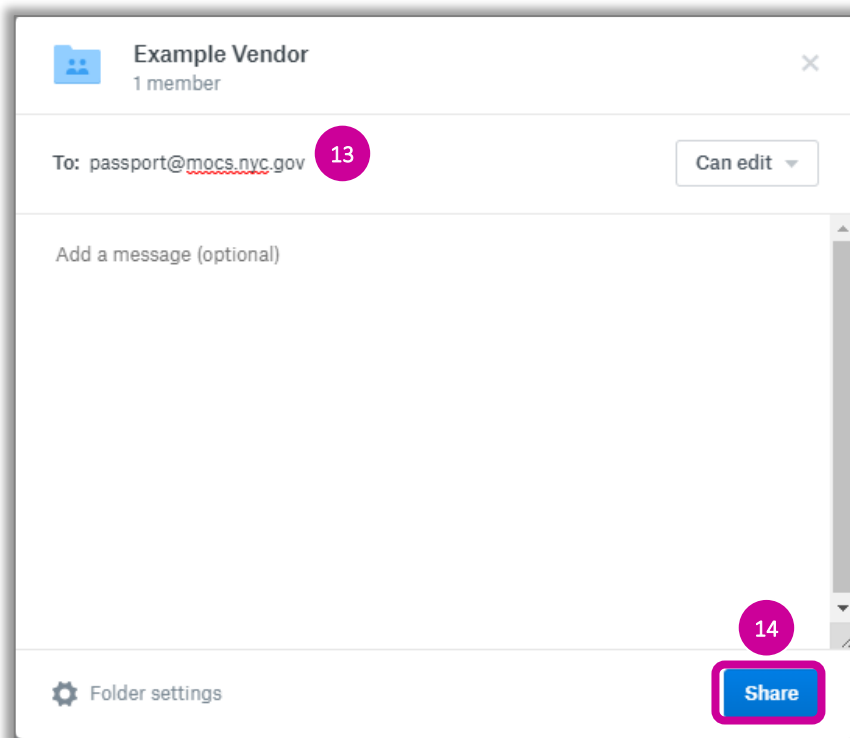 Example Vendor
1 member
To: passport@mocs.nyc.gov 13
Can edit
Add a message (optional)
14
Folder settings
Share